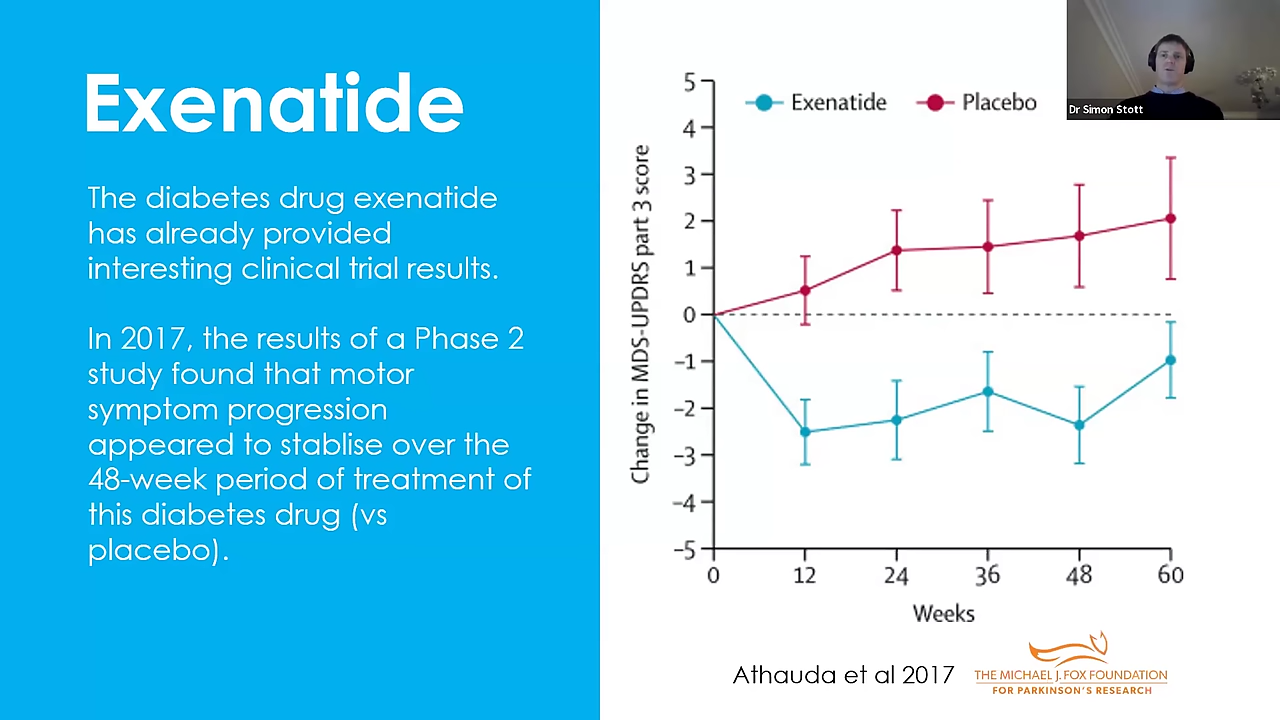 Exenatide
The diabetes drug exenatide
has already provided
interesting clinical trial results.
In 2017, the results of a Phase 2
study found that motor
symptom progression
appeared to stablise over the
48-week period of treatment of
this diabetes drug (vs
placebo).
Dr Simon Stott
Exenatide
Placebo
Change in MDS-UPDRS part 3 score
5
4
3
2
1
0
-1
-2
-3
-4
-5
0 12 24 36 48 60
Weeks
Athauda et al 2017
THE MICHAEL J. FOX FOUNDATION
FOR PARKINSON'S RESEARCH